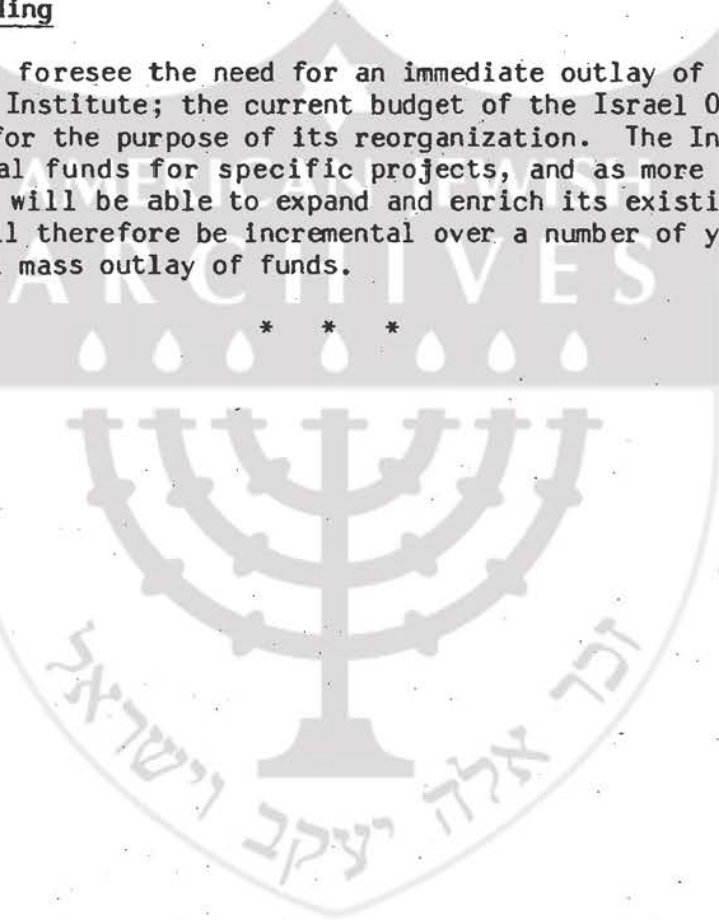 ling
foresee the need for an immediate outlay of
Institute; the current budget of the Israel O
for the purpose of its reorganization. The In
al funds for specific projects, and as more
will be able to expand and enrich its existi
ll therefore be incremental over a number of y
mass outlay of funds.
AMERICAN JEWISH
ARCHIVES
* * *
זכר אלה יעקב וישראל